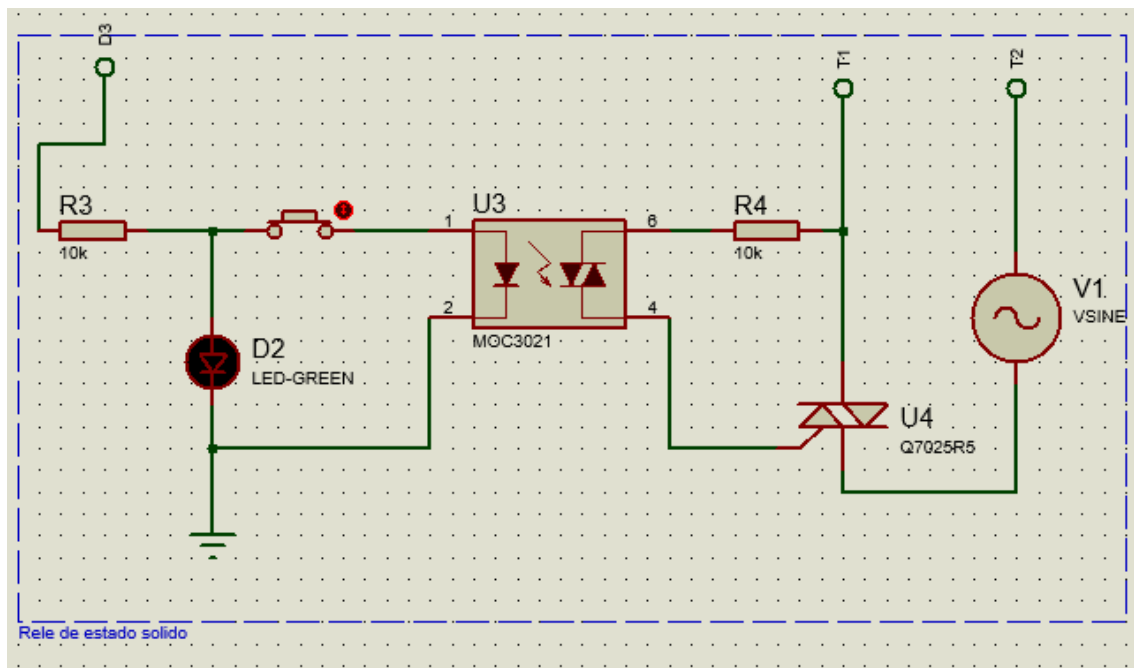 D3
T1
T2
R3
10k
U3
1
6
2
4
MOC3021
R4
10k
V1
VSINE
D2
LED-GREEN
U4
Q7025R5
Rele de estado solido